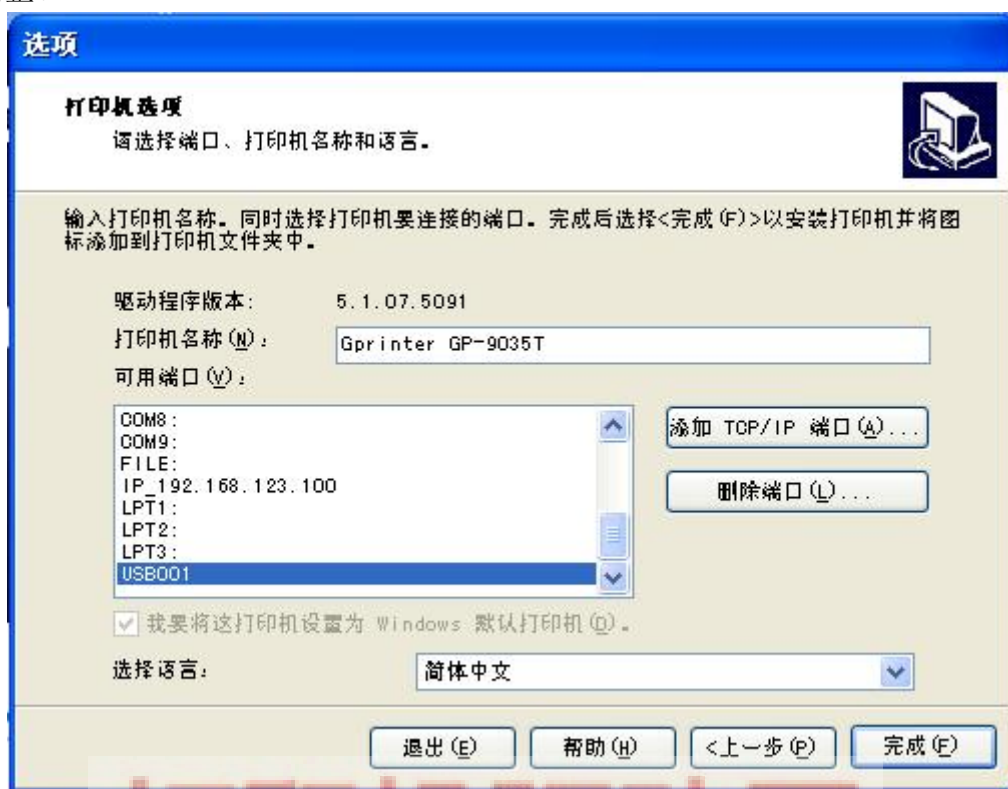 选项
打印机选项
请选择端口、打印机名称和语言。
输入打印机名称。同时选择打印机要连接的端口。完成后选择<完成(F)>以安装打印机并将图
标添加到打印机文件夹中。
驱动程序版本: 5.1.07.5091
打印机名称(N): Gprinter GP-9035T
可用端口(V):
COM8:
COM9:
FILE:
IP_192.168.123.100
LPT1:
LPT2:
LPT3:
USB001
添加 TCP/IP 端口(A)...
删除端口(L)...
我要将这打印机设置为 Windows 默认打印机(D)。
选择语言: 简体中文
退出(E) 帮助(H) <上一步(P) 完成(F)